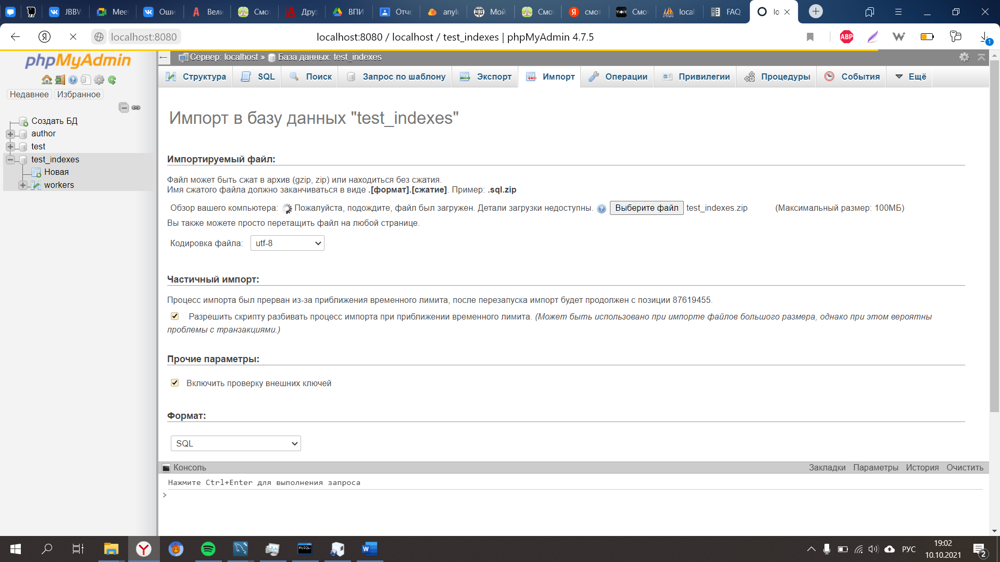 JBBV
Meet
Оши
Вели
Смот
Друз
ВПИ
Отче
anylo
Мой
Смот
смот
Смо
local
FAQ
lo
localhost:8080
localhost:8080 / localhost / test_indexes | phpMyAdmin 4.7.5
ABP
1
phpMyAdmin
Недавнее Избранное
Создать БД
author
test
test_indexes
Новая
workers
Сервер: localhost » База данных: test_indexes
Структура SQL Поиск Запрос по шаблону Экспорт Импорт Операции Привилегии Процедуры События Ещё
Импорт в базу данных "test_indexes"
Импортируемый файл:
Файл может быть сжат в архив (gzip, zip) или находиться без сжатия.
Имя сжатого файла должно заканчиваться в виде .[формат].[сжатие]. Пример: .sql.zip
Обзор вашего компьютера: Пожалуйста, подождите, файл был загружен. Детали загрузки недоступны. Выберите файл test_indexes.zip (Максимальный размер: 100МБ)
Вы также можете просто перетащить файл на любой странице.
Кодировка файла: utf-8
Частичный импорт:
Процесс импорта был прерван из-за приближения временного лимита, после перезапуска импорт будет продолжен с позиции 87619455.
Разрешить скрипту разбивать процесс импорта при приближении временного лимита. (Может быть использовано при импорте файлов большого размера, однако при этом вероятны
проблемы с транзакциями.)
Прочие параметры:
Включить проверку внешних ключей
Формат:
SQL
Консоль Закладки Параметры История Очистить
Нажмите Ctrl+Enter для выполнения запроса
>
РУС
19:02
10.10.2021
2